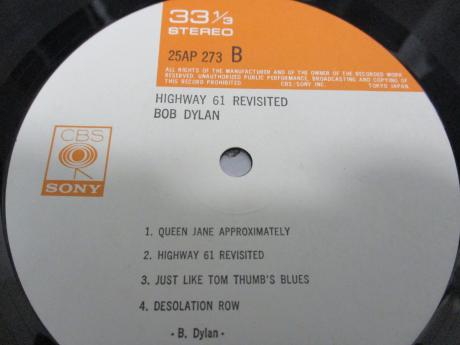 33 1/3
STEREO
25AP 273 B
ALL RIGHTS OF THE MANUFACTURER AND OF THE OWNER OF THE RECORDED WORK
RESERVED. UNAUTHORIZED PUBLIC PERFORMANCE, BROADCASTING AND COPYING OF
THIS RECORD PROHIBITED. CBS/SONY INC. TOKYO JAPAN
HIGHWAY 61 REVISITED
BOB DYLAN
CBS
SONY
1. QUEEN JANE APPROXIMATELY
2. HIGHWAY 61 REVISITED
3. JUST LIKE TOM THUMB'S BLUES
4. DESOLATION ROW
- B. Dylan -